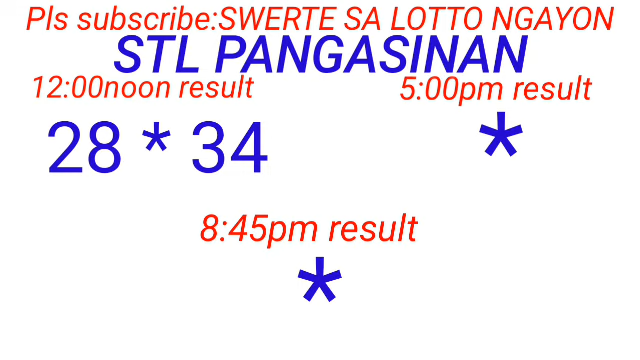 Pls subscribe:SWERTE SA LOTTO NGAYON
STL PANGASINAN
12:00noon result
28 * 34
5:00pm result
*
8:45pm result
*